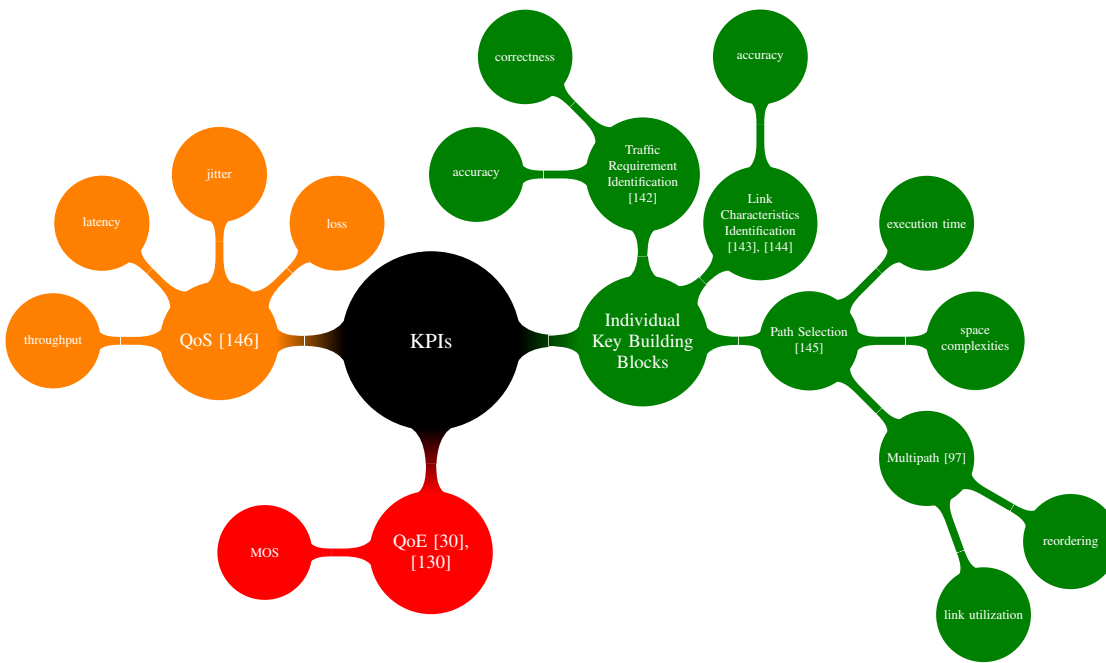 correctness
accuracy
accuracy
Traffic
Requirement
Identification
[142]
jitter
latency
loss
Link
Characteristics
Identification
[143], [144]
execution time
throughput
QoS [146]
KPIs
Individual
Key Building
Blocks
Path Selection
[145]
space
complexities
Multipath [97]
MOS
QoE [30],
[130]
reordering
link utilization